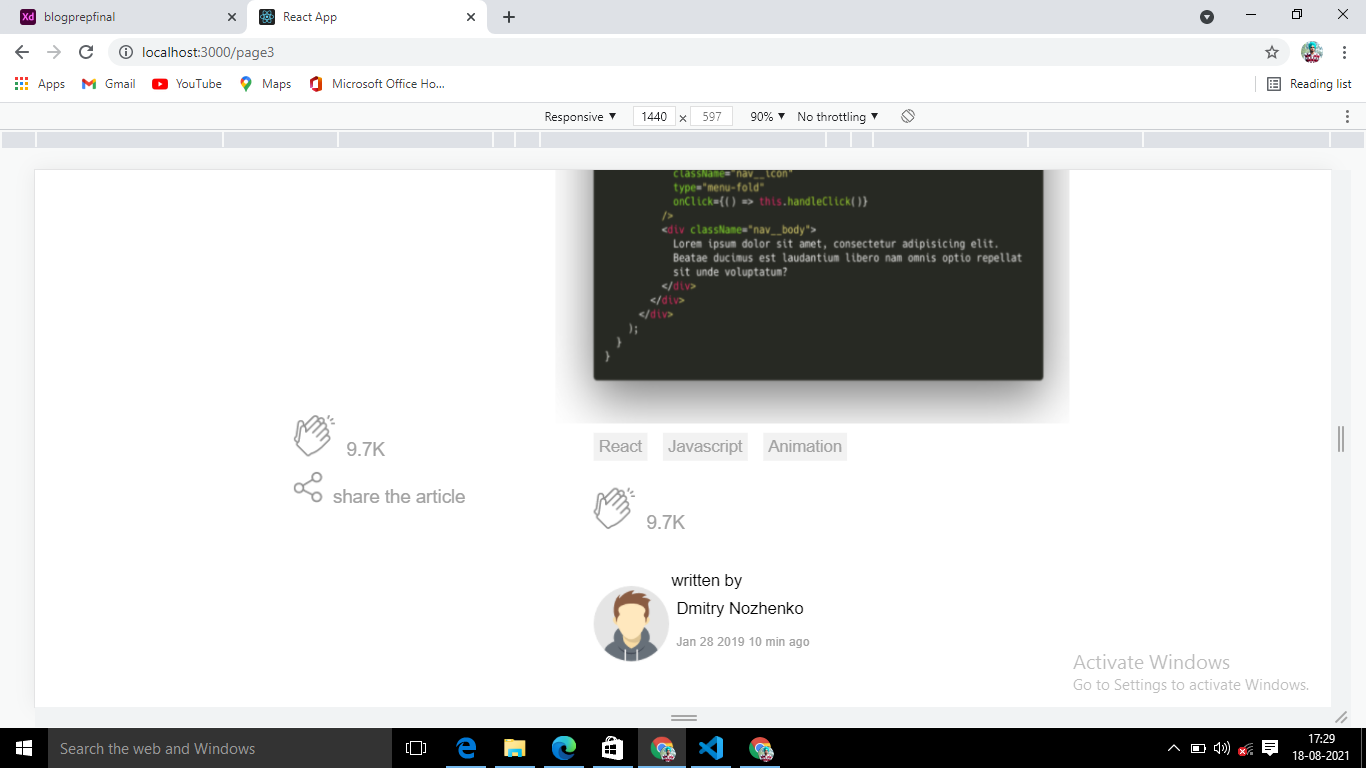 Xd blogprepfinal
React App
localhost:3000/page3
Apps Gmail YouTube Maps Microsoft Office Ho... Reading list
Responsive ▼ 1440 × 597 90% ▼ No throttling ▼
className="nav__icon"
type="menu-fold"
onClick={() => this.handleClick()}
/>
<div className="nav__body">
Lorem ipsum dolor sit amet, consectetur adipisicing elit.
Beatae ducimus est laudantium libero nam omnis optio repellat
sit unde voluptatum?
</div>
</div>
</div>
);
}
}
9.7K
share the article
React Javascript Animation
9.7K
written by
Dmitry Nozhenko
Jan 28 2019 10 min ago
Activate Windows
Go to Settings to activate Windows.
Search the web and Windows
17:29
18-08-2021